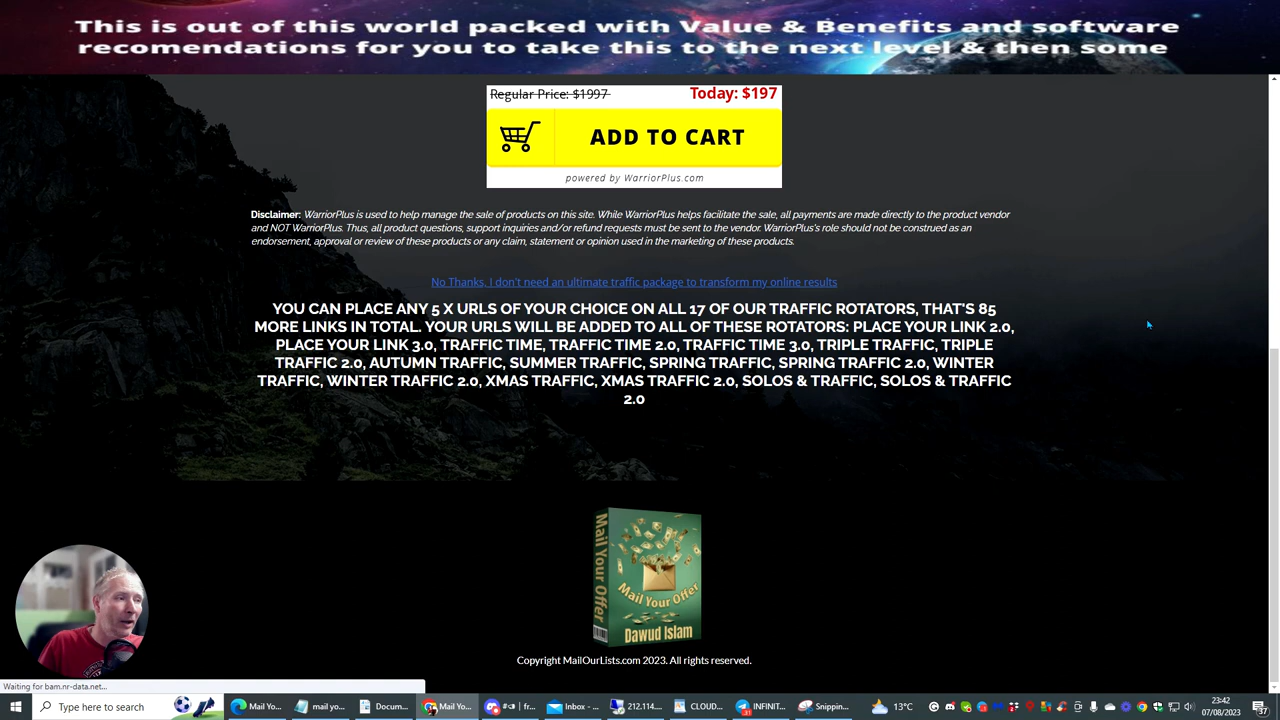 This is out of this world packed with Value & Benefits and software
recomendations for you to take this to the next level & then some
Regular Price: $1997
Today: $197
ADD TO CART
powered by WarriorPlus.com
Disclaimer: WarriorPlus is used to help manage the sale of products on this site. While WarriorPlus helps facilitate the sale, all payments are made directly to the product vendor
and NOT WarriorPlus. Thus, all product questions, support inquiries and/or refund requests must be sent to the vendor. WarriorPlus's role should not be construed as an
endorsement, approval or review of these products or any claim, statement or opinion used in the marketing of these products.
No Thanks, I don't need an ultimate traffic package to transform my online results
YOU CAN PLACE ANY 5 X URLS OF YOUR CHOICE ON ALL 17 OF OUR TRAFFIC ROTATORS, THAT'S 85
MORE LINKS IN TOTAL. YOUR URLS WILL BE ADDED TO ALL OF THESE ROTATORS: PLACE YOUR LINK 2.0,
PLACE YOUR LINK 3.0, TRAFFIC TIME, TRAFFIC TIME 2.0, TRAFFIC TIME 3.0, TRIPLE TRAFFIC, TRIPLE
TRAFFIC 2.0, AUTUMN TRAFFIC, SUMMER TRAFFIC, SPRING TRAFFIC, SPRING TRAFFIC 2.0, WINTER
TRAFFIC, WINTER TRAFFIC 2.0, XMAS TRAFFIC, XMAS TRAFFIC 2.0, SOLOS & TRAFFIC, SOLOS & TRAFFIC
2.0
Mail Your Offer
Mail Your Offer
Dawud Islam
Copyright MailOurLists.com 2023. All rights reserved.
Waiting for bam.nr-data.net...
Type here to search
Mail Yo...
mail yo...
Docum...
Mail Yo...
Inbox - ...
212.114....
CLOUD...
INFINIT...
Snippin...
13°C
23:42
07/08/2023